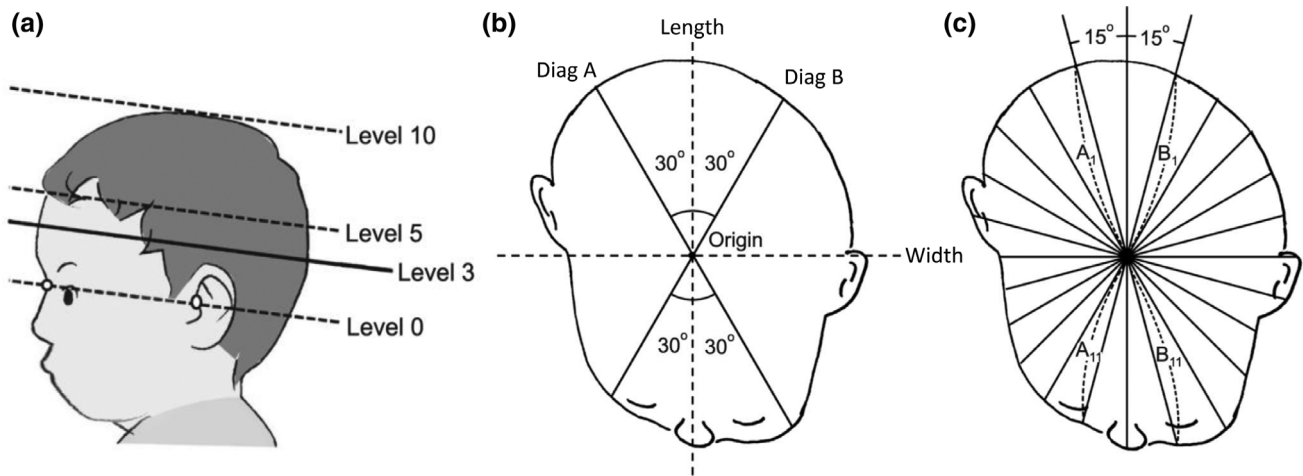 (a)
Level 10
Level 5
Level 3
Level 0
(b)
Length
Diag A
Diag B
30° 30°
Origin
Width
30° 30°
(c)
15° 15°
A₁ B₁
A₁₁ B₁₁